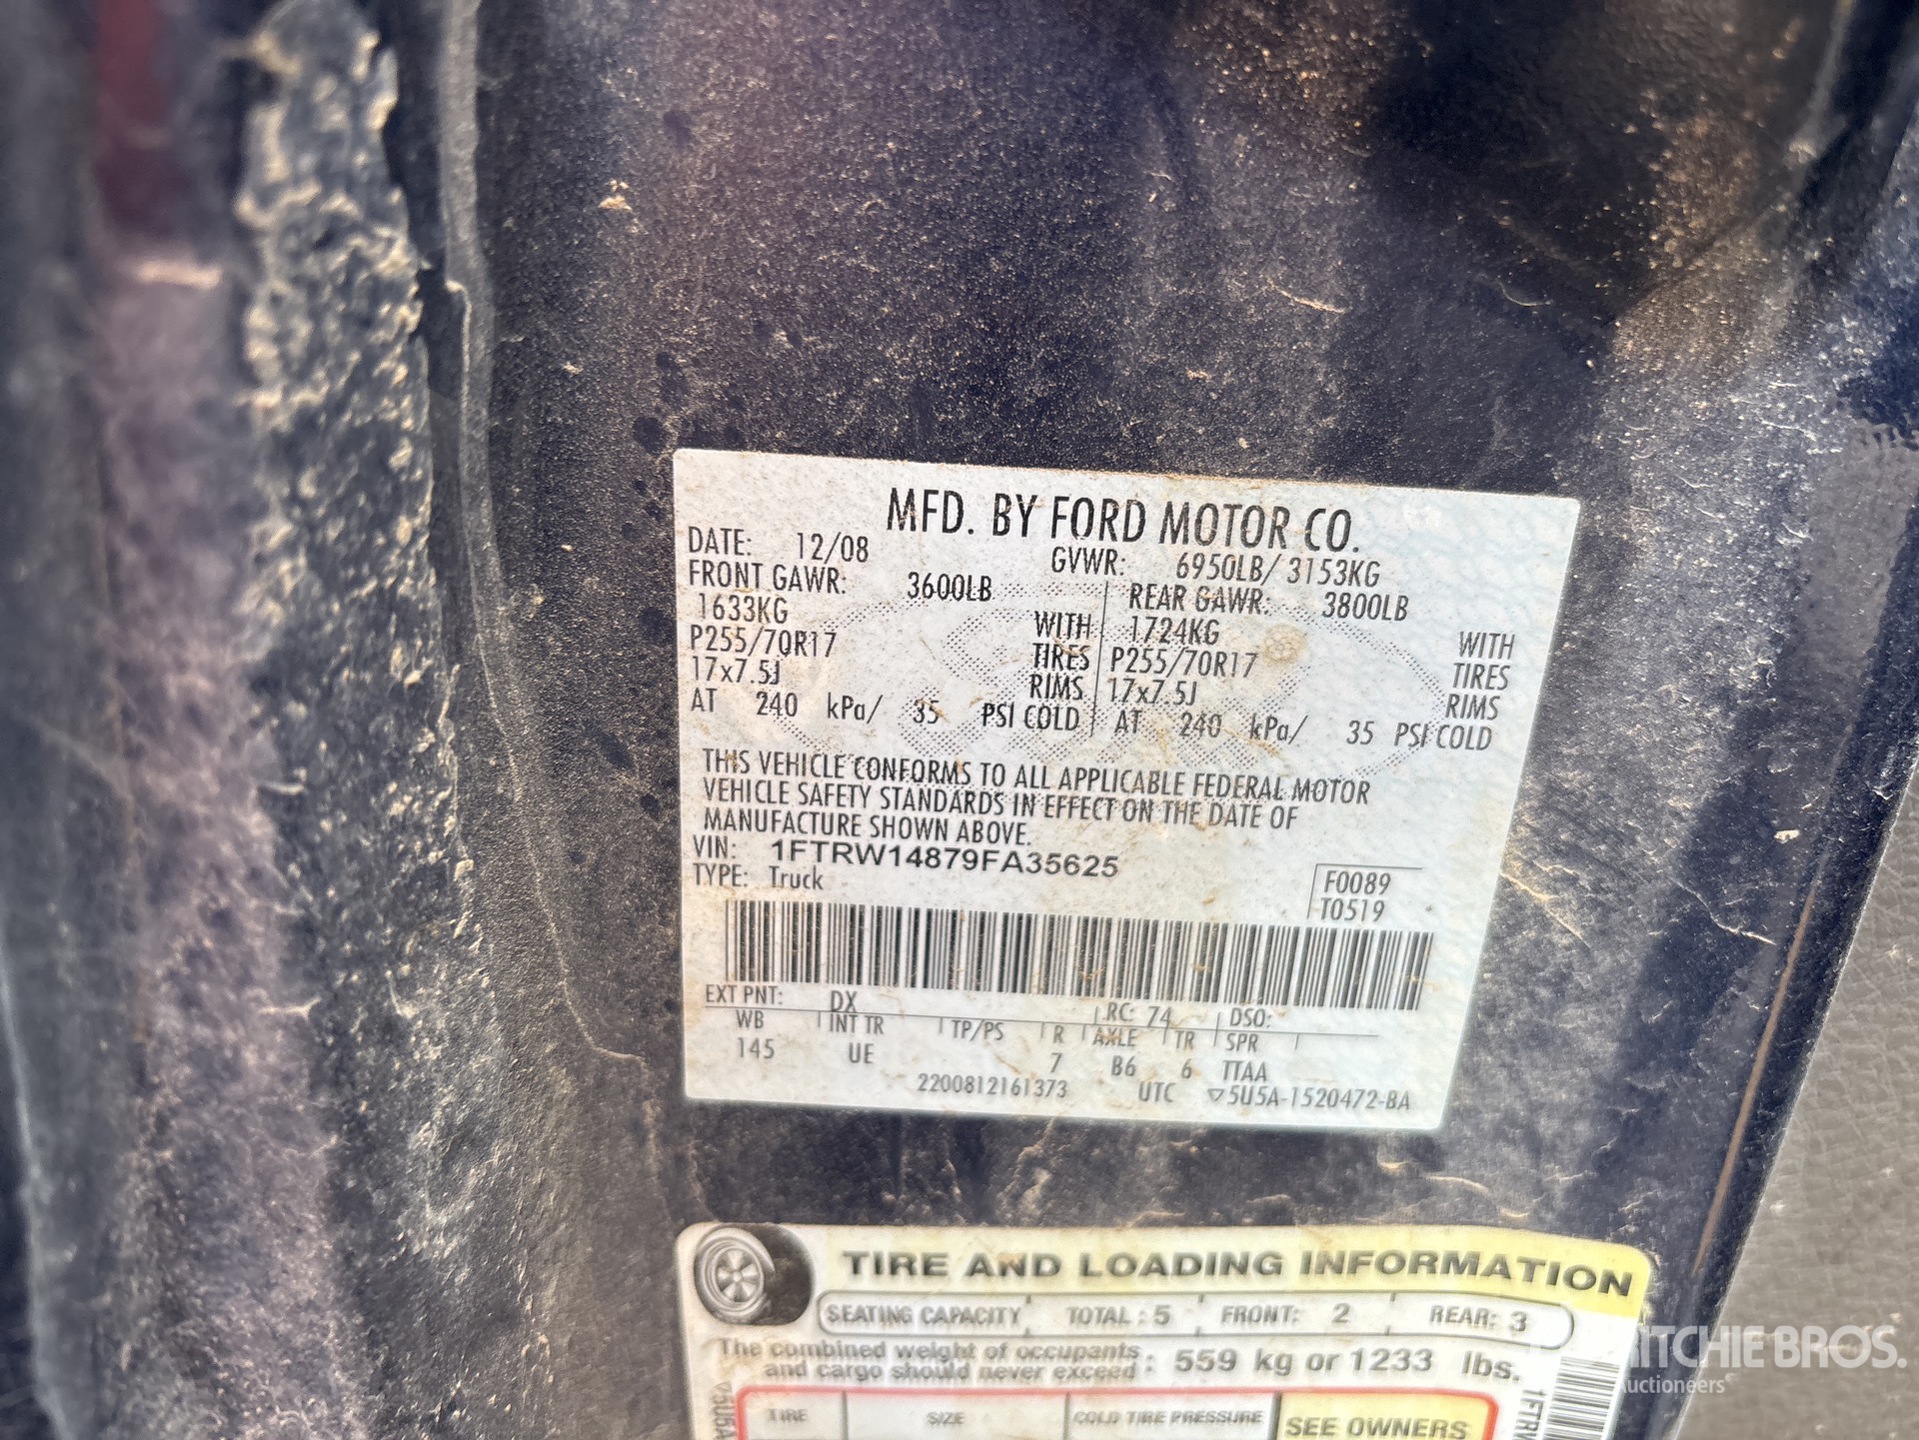 MFD. BY FORD MOTOR CO.
DATE: 12/08 GVWR: 6950LB/ 3153KG
FRONT GAWR: 3600LB REAR GAWR: 3800LB
1633KG WITH 1724KG WITH
P255/70R17 TIRES P255/70R17 TIRES
17x7.5J RIMS 17x7.5J RIMS
AT 240 kPa/ 35 PSI COLD AT 240 kPa/ 35 PSI COLD
THIS VEHICLE CONFORMS TO ALL APPLICABLE FEDERAL MOTOR
VEHICLE SAFETY STANDARDS IN EFFECT ON THE DATE OF
MANUFACTURE SHOWN ABOVE.
VIN: 1FTRW14879FA35625
TYPE: Truck
F0089
T0519
EXT PNT: DX RC: 74 DSO:
WB INT TR TP/PS R AXLE TR SPR
145 UE 7 B6 6 TTAA
2200812161373 UTC ▽5U5A-1520472-BA
TIRE AND LOADING INFORMATION
SEATING CAPACITY TOTAL : 5 FRONT: 2 REAR: 3
The combined weight of occupants
and cargo should never exceed : 559 kg or 1233 lbs.
TIRE SIZE COLD TIRE PRESSURE SEE OWNERS
▽5U5A
1FTRW
RITCHIE BROS.
Auctioneers